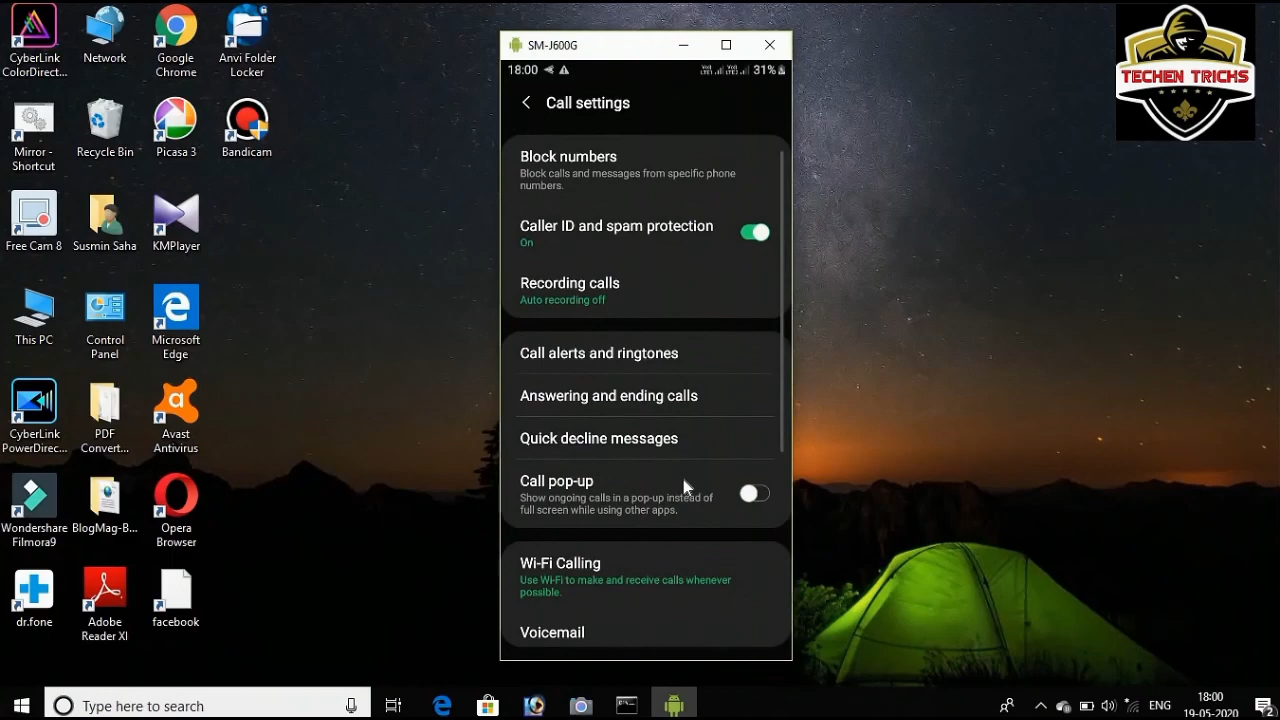 CyberLink
ColorDirect...
Network
Google
Chrome
Anvi Folder
Locker
Mirror -
Shortcut
Recycle Bin
Picasa 3
Bandicam
Free Cam 8
Susmin Saha
KMPlayer
This PC
Control
Panel
Microsoft
Edge
CyberLink
PowerDirec...
PDF
Convert...
Avast
Antivirus
Wondershare
Filmora9
BlogMag-B...
Opera
Browser
dr.fone
Adobe
Reader XI
facebook
SM-J600G
18:00
31%
Call settings
Block numbers
Block calls and messages from specific phone
numbers.
Caller ID and spam protection
On
Recording calls
Auto recording off
Call alerts and ringtones
Answering and ending calls
Quick decline messages
Call pop-up
Show ongoing calls in a pop-up instead of
full screen while using other apps.
Wi-Fi Calling
Use Wi-Fi to make and receive calls whenever
possible.
Voicemail
TECHEN TRICKS
Type here to search
ENG
18:00
19-05-2020
2